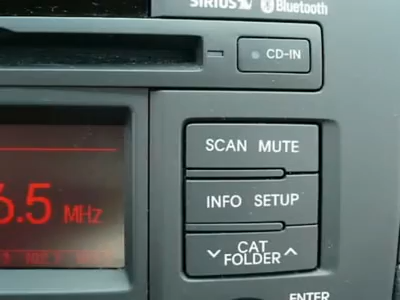 SIRIUS Bluetooth
CD-IN
SCAN MUTE
6.5 MHz
INFO SETUP
CAT
FOLDER
ENTER